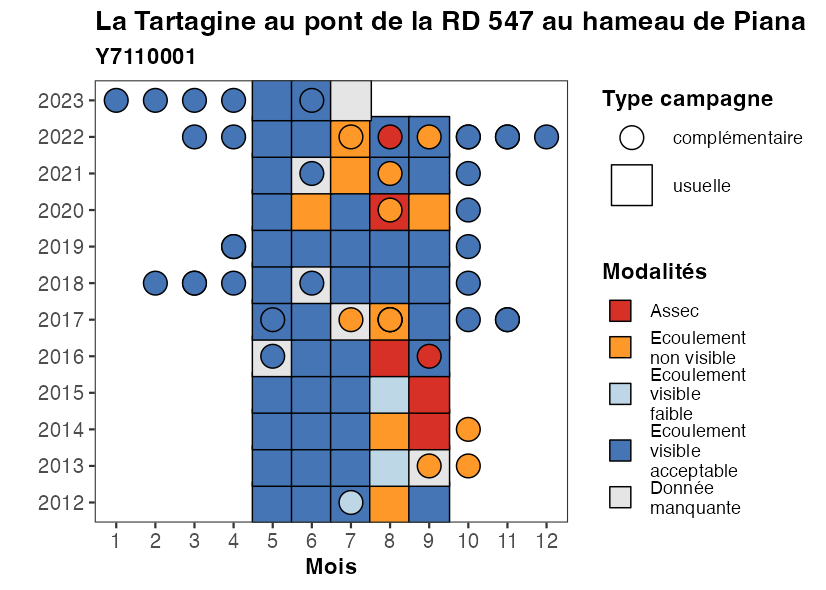 La Tartagine au pont de la RD 547 au hameau de Piana
Y7110001
2023
2022
2021
2020
2019
2018
2017
2016
2015
2014
2013
2012
1 2 3 4 5 6 7 8 9 10 11 12
Mois
Type campagne
complémentaire
usuelle
Modalités
Assec
Ecoulement
non visible
Ecoulement
visible
faible
Ecoulement
visible
acceptable
Donnée
manquante